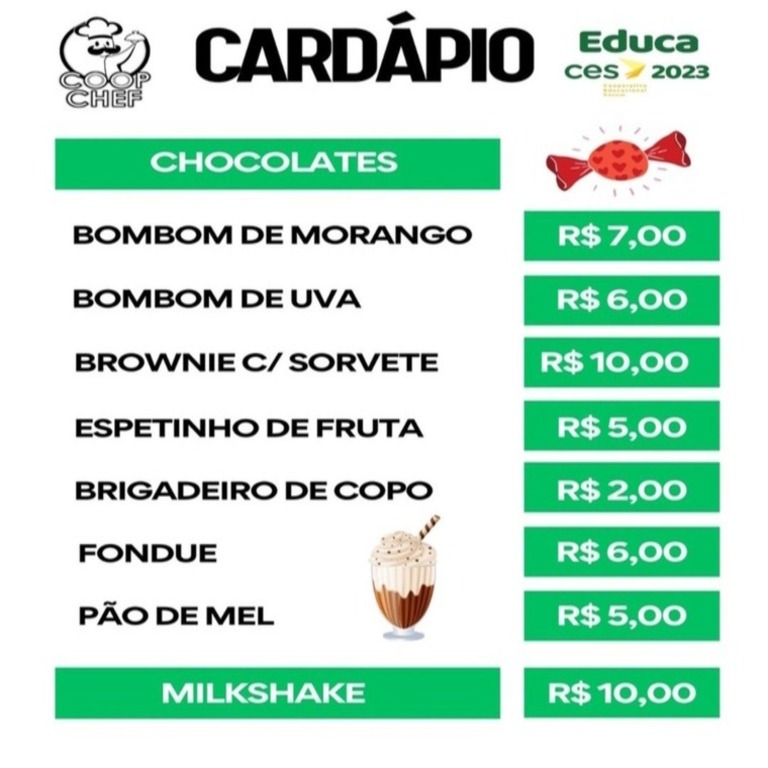 COOP
CHEF
CARDÁPIO
Educa
ces 2023
Cooperativa
Educacional
CHOCOLATES
BOMBOM DE MORANGO R$ 7,00
BOMBOM DE UVA R$ 6,00
BROWNIE C/ SORVETE R$ 10,00
ESPETINHO DE FRUTA R$ 5,00
BRIGADEIRO DE COPO R$ 2,00
FONDUE R$ 6,00
PÃO DE MEL R$ 5,00
MILKSHAKE R$ 10,00